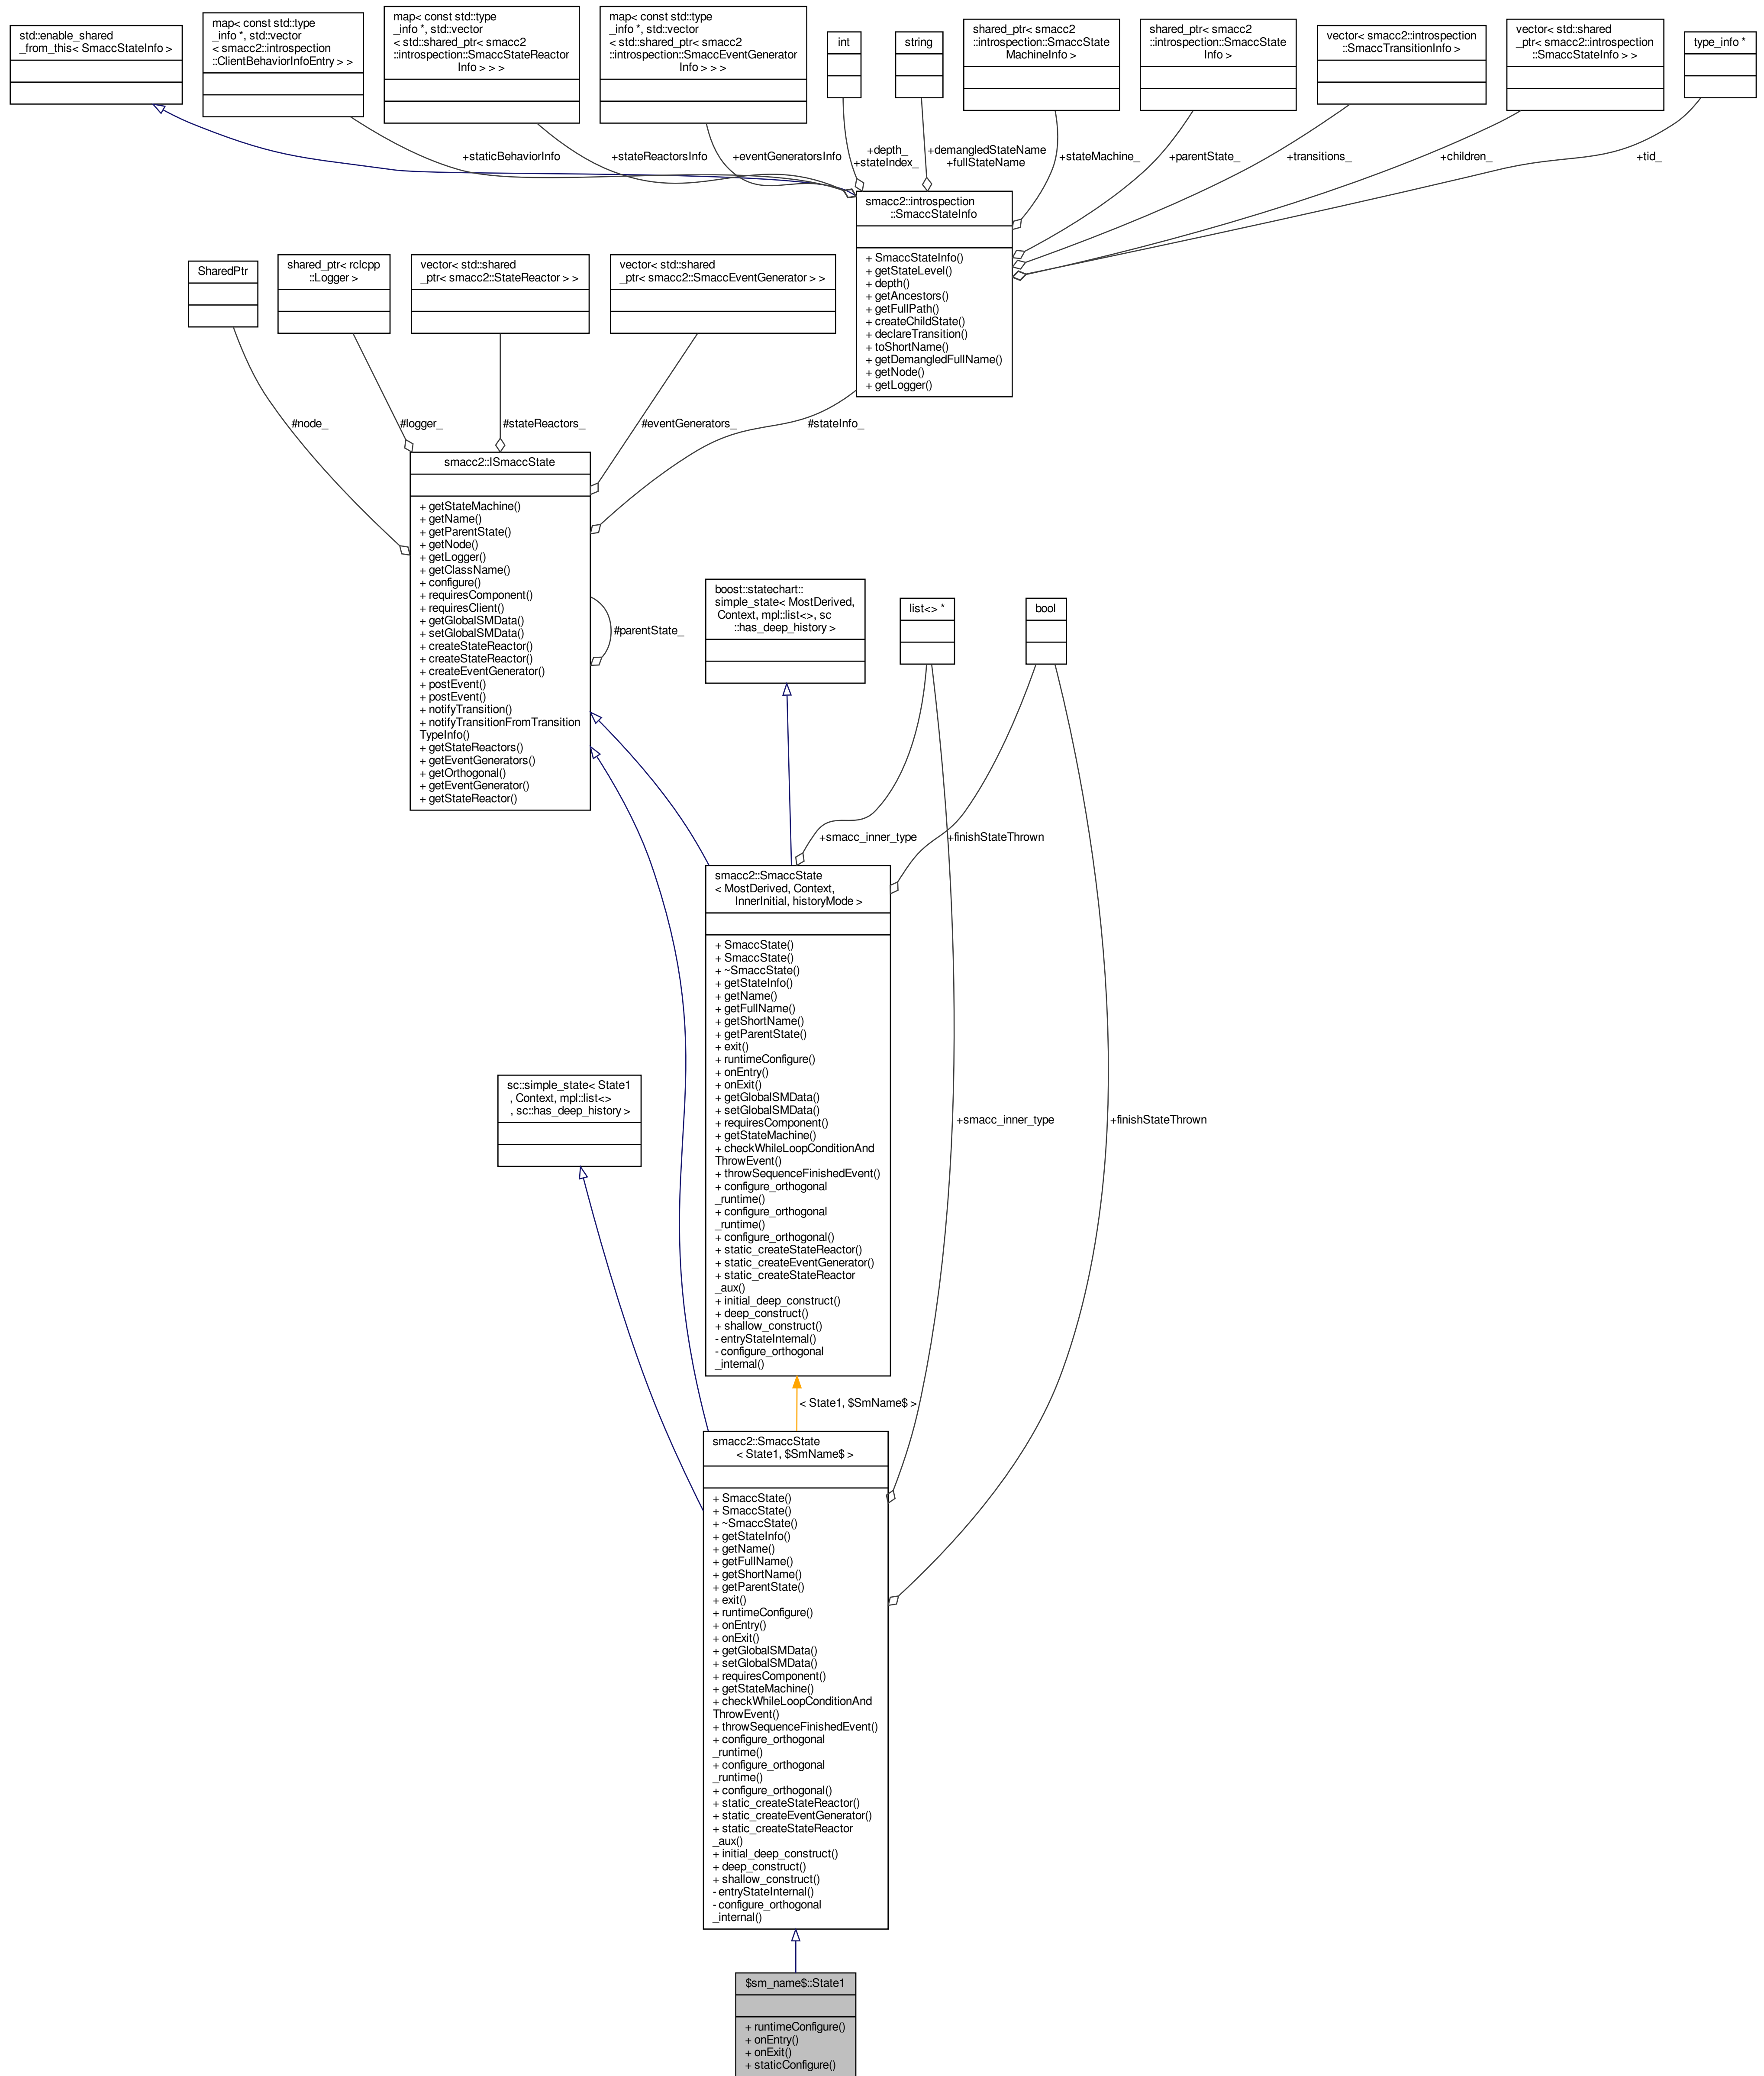 std::enable_shared
_from_this< SmaccStateInfo >
map< const std::type
_info *, std::vector
< smacc2::introspection
::ClientBehaviorInfoEntry > >
map< const std::type
_info *, std::vector
< std::shared_ptr< smacc2
::introspection::SmaccStateReactor
Info > > >
map< const std::type
_info *, std::vector
< std::shared_ptr< smacc2
::introspection::SmaccEventGenerator
Info > > >
int
string
shared_ptr< smacc2
::introspection::SmaccState
MachineInfo >
shared_ptr< smacc2
::introspection::SmaccState
Info >
vector< smacc2::introspection
::SmaccTransitionInfo >
vector< std::shared
_ptr< smacc2::introspection
::SmaccStateInfo > >
type_info *
+staticBehaviorInfo
+stateReactorsInfo
+eventGeneratorsInfo
+depth_
+stateIndex_
+demangledStateName
+fullStateName
+stateMachine_
+parentState_
+transitions_
+children_
+tid_
smacc2::introspection
::SmaccStateInfo
+ SmaccStateInfo()
+ getStateLevel()
+ depth()
+ getAncestors()
+ getFullPath()
+ createChildState()
+ declareTransition()
+ toShortName()
+ getDemangledFullName()
+ getNode()
+ getLogger()
SharedPtr
shared_ptr< rclcpp
::Logger >
vector< std::shared
_ptr< smacc2::StateReactor > >
vector< std::shared
_ptr< smacc2::SmaccEventGenerator > >
#node_
#logger_
#stateReactors_
#eventGenerators_
#stateInfo_
smacc2::ISmaccState
+ getStateMachine()
+ getName()
+ getParentState()
+ getNode()
+ getLogger()
+ getClassName()
+ configure()
+ requiresComponent()
+ requiresClient()
+ getGlobalSMData()
+ setGlobalSMData()
+ createStateReactor()
+ createStateReactor()
+ createEventGenerator()
+ postEvent()
+ postEvent()
+ notifyTransition()
+ notifyTransitionFromTransition
TypeInfo()
+ getStateReactors()
+ getEventGenerators()
+ getOrthogonal()
+ getEventGenerator()
+ getStateReactor()
#parentState_
boost::statechart::
simple_state< MostDerived,
Context, mpl::list<>, sc
::has_deep_history >
list<> *
bool
+smacc_inner_type
+finishStateThrown
smacc2::SmaccState
< MostDerived, Context,
InnerInitial, historyMode >
+ SmaccState()
+ SmaccState()
+ ~SmaccState()
+ getStateInfo()
+ getName()
+ getFullName()
+ getShortName()
+ getParentState()
+ exit()
+ runtimeConfigure()
+ onEntry()
+ onExit()
+ getGlobalSMData()
+ setGlobalSMData()
+ requiresComponent()
+ getStateMachine()
+ checkWhileLoopConditionAnd
ThrowEvent()
+ throwSequenceFinishedEvent()
+ configure_orthogonal
_runtime()
+ configure_orthogonal
_runtime()
+ configure_orthogonal()
+ static_createStateReactor()
+ static_createEventGenerator()
+ static_createStateReactor
_aux()
+ initial_deep_construct()
+ deep_construct()
+ shallow_construct()
- entryStateInternal()
- configure_orthogonal
_internal()
sc::simple_state< State1
, Context, mpl::list<>
, sc::has_deep_history >
+smacc_inner_type
+finishStateThrown
< State1, $SmName$ >
smacc2::SmaccState
< State1, $SmName$ >
+ SmaccState()
+ SmaccState()
+ ~SmaccState()
+ getStateInfo()
+ getName()
+ getFullName()
+ getShortName()
+ getParentState()
+ exit()
+ runtimeConfigure()
+ onEntry()
+ onExit()
+ getGlobalSMData()
+ setGlobalSMData()
+ requiresComponent()
+ getStateMachine()
+ checkWhileLoopConditionAnd
ThrowEvent()
+ throwSequenceFinishedEvent()
+ configure_orthogonal
_runtime()
+ configure_orthogonal
_runtime()
+ configure_orthogonal()
+ static_createStateReactor()
+ static_createEventGenerator()
+ static_createStateReactor
_aux()
+ initial_deep_construct()
+ deep_construct()
+ shallow_construct()
- entryStateInternal()
- configure_orthogonal
_internal()
$sm_name$::State1
+ runtimeConfigure()
+ onEntry()
+ onExit()
+ staticConfigure()